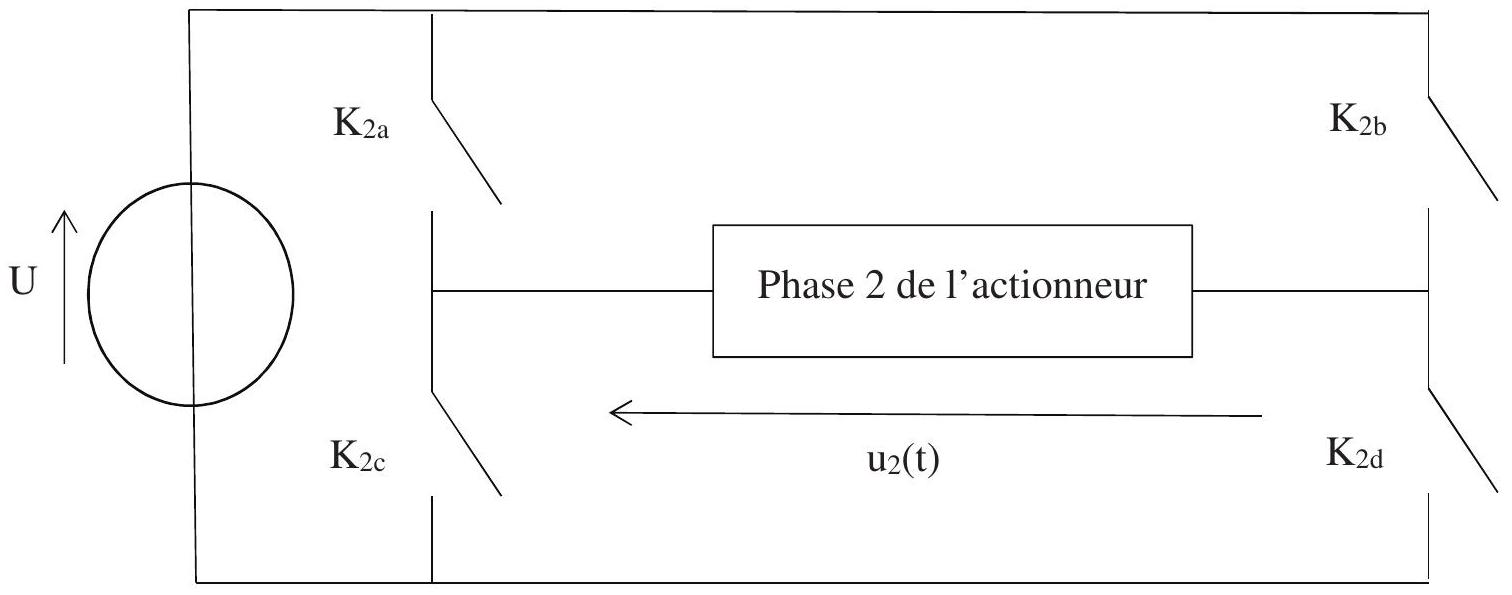 K2a
K2b
U
Phase 2 de l’actionneur
K2c
u2(t)
K2d